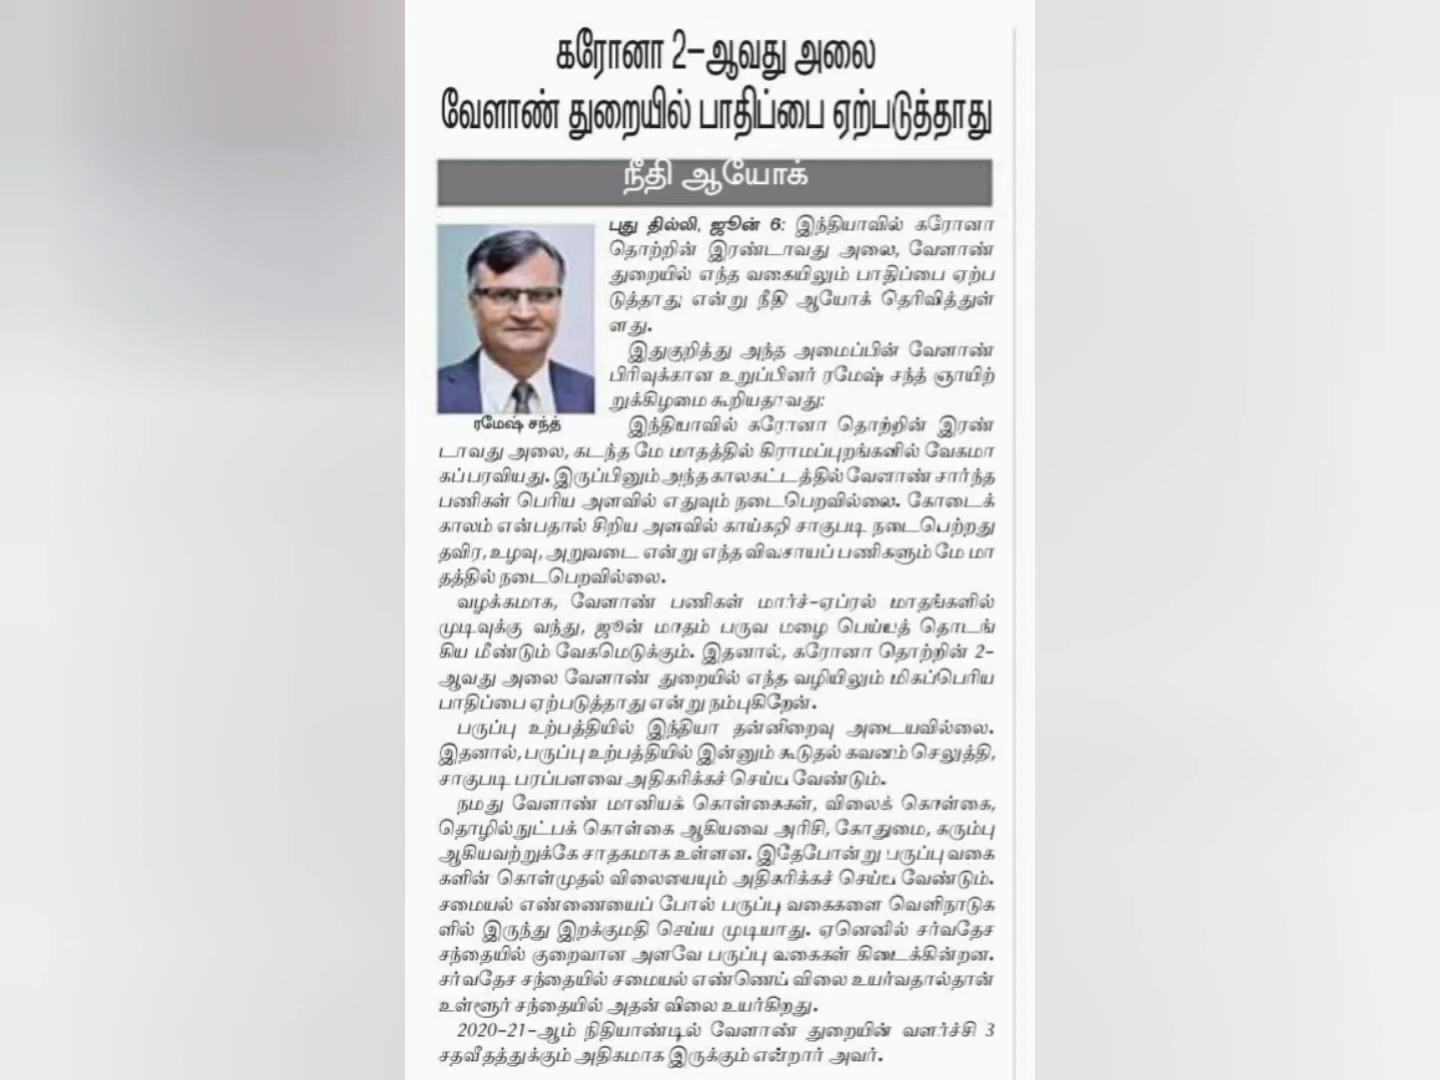 கரோனா 2-ஆவது அலை
வேளாண் துறையில் பாதிப்பை ஏற்படுத்தாது
நீதி ஆயோக்
புது தில்லி, ஜூன் 6: இந்தியாவில் கரோனா
தொற்றின் இரண்டாவது அலை, வேளாண்
துறையில் எந்த வகையிலும் பாதிப்பை ஏற்ப
டுத்தாது என்று நீதி ஆயோக் தெரிவித்துள்
ளது.
இதுகுறித்து அந்த அமைப்பின் வேளாண்
பிரிவுக்கான உறுப்பினர் ரமேஷ் சந்த் ஞாயிற்
றுக்கிழமை கூறியதாவது:
ரமேஷ் சந்த்
இந்தியாவில் கரோனா தொற்றின் இரண்
டாவது அலை, கடந்த மே மாதத்தில் கிராமப்புறங்களில் வேகமா
கப் பரவியது. இருப்பினும் அந்த காலகட்டத்தில் வேளாண் சார்ந்த
பணிகள் பெரிய அளவில் எதுவும் நடைபெறவில்லை. கோடைக்
காலம் என்பதால் சிறிய அளவில் காய்கறி சாகுபடி நடைபெற்றது
தவிர, உழவு, அறுவடை என்று எந்த விவசாயப் பணிகளும் மே மா
தத்தில் நடைபெறவில்லை.
வழக்கமாக, வேளாண் பணிகள் மார்ச்-ஏப்ரல் மாதங்களில்
முடிவுக்கு வந்து, ஜூன் மாதம் பருவ மழை பெய்யத் தொடங்
கிய மீண்டும் வேகமெடுக்கும். இதனால், கரோனா தொற்றின் 2-
ஆவது அலை வேளாண் துறையில் எந்த வழியிலும் மிகப்பெரிய
பாதிப்பை ஏற்படுத்தாது என்று நம்புகிறேன்.
பருப்பு உற்பத்தியில் இந்தியா தன்னிறைவு அடையவில்லை.
இதனால், பருப்பு உற்பத்தியில் இன்னும் கூடுதல் கவனம் செலுத்தி,
சாகுபடி பரப்பளவை அதிகரிக்கச் செய்ய வேண்டும்.
நமது வேளாண் மானியக் கொள்கைகள், விலைக் கொள்கை,
தொழில்நுட்பக் கொள்கை ஆகியவை அரிசி, கோதுமை, கரும்பு
ஆகியவற்றுக்கே சாதகமாக உள்ளன. இதேபோன்று பருப்பு வகை
களின் கொள்முதல் விலையையும் அதிகரிக்கச் செய்ய வேண்டும்.
சமையல் எண்ணையைப் போல் பருப்பு வகைகளை வெளிநாடுக
ளில் இருந்து இறக்குமதி செய்ய முடியாது. ஏனெனில் சர்வதேச
சந்தையில் குறைவான அளவே பருப்பு வகைகள் கிடைக்கின்றன.
சர்வதேச சந்தையில் சமையல் எண்ணெய் விலை உயர்வதால்தான்
உள்ளூர் சந்தையில் அதன் விலை உயர்கிறது.
2020-21-ஆம் நிதியாண்டில் வேளாண் துறையின் வளர்ச்சி 3
சதவீதத்துக்கும் அதிகமாக இருக்கும் என்றார் அவர்.